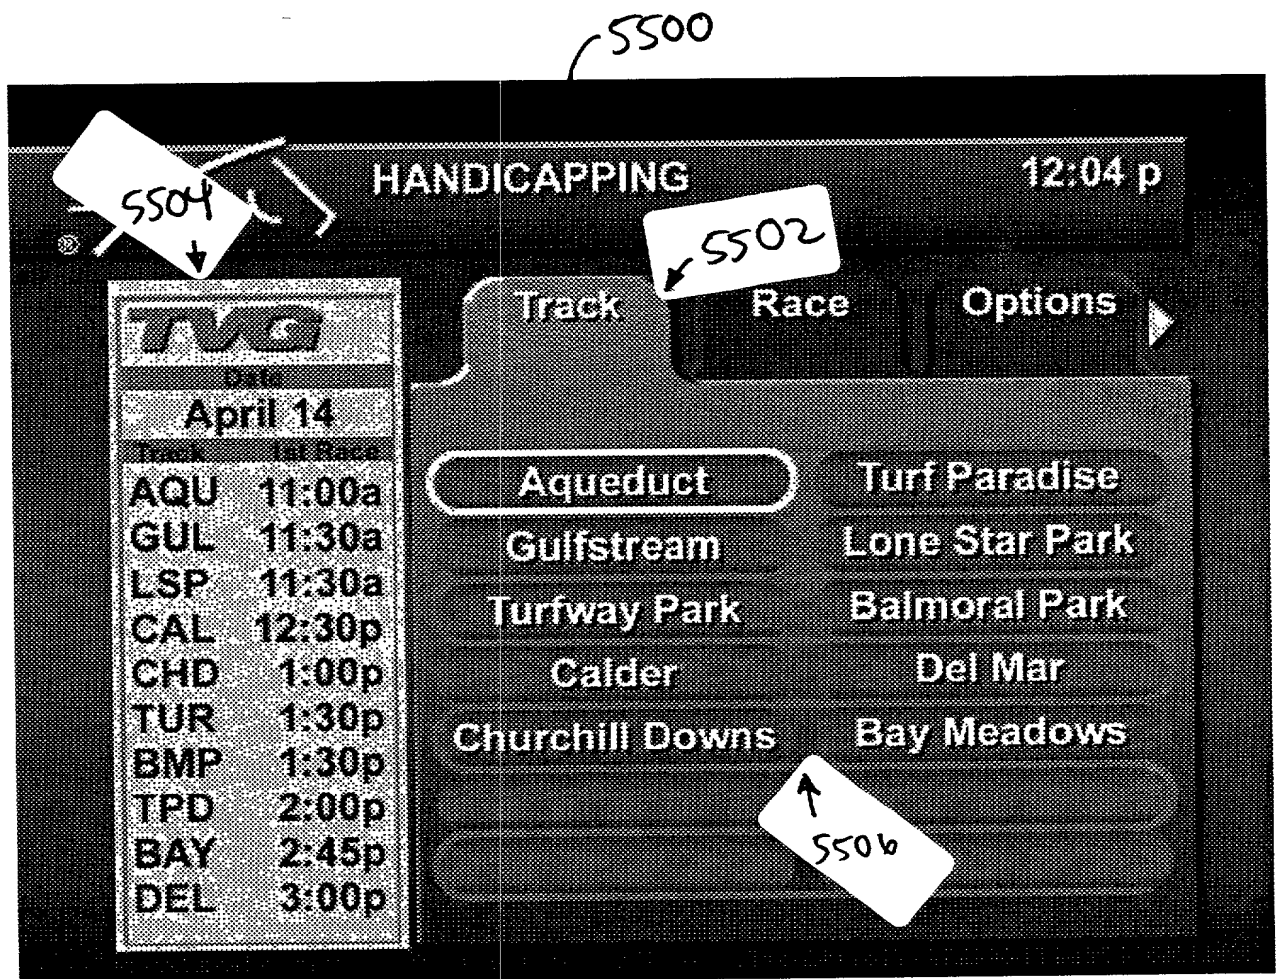 5500
HANDICAPPING 12:04 p
5504
5502
®
TVG
Track Race Options
Date
April 14
Track 1st Race
AQU 11:00a
GUL 11:30a
LSP 11:30a
CAL 12:30p
CHD 1:00p
TUR 1:30p
BMP 1:30p
TPD 2:00p
BAY 2:45p
DEL 3:00p
Aqueduct Turf Paradise
Gulfstream Lone Star Park
Turfway Park Balmoral Park
Calder Del Mar
Churchill Downs Bay Meadows
5506